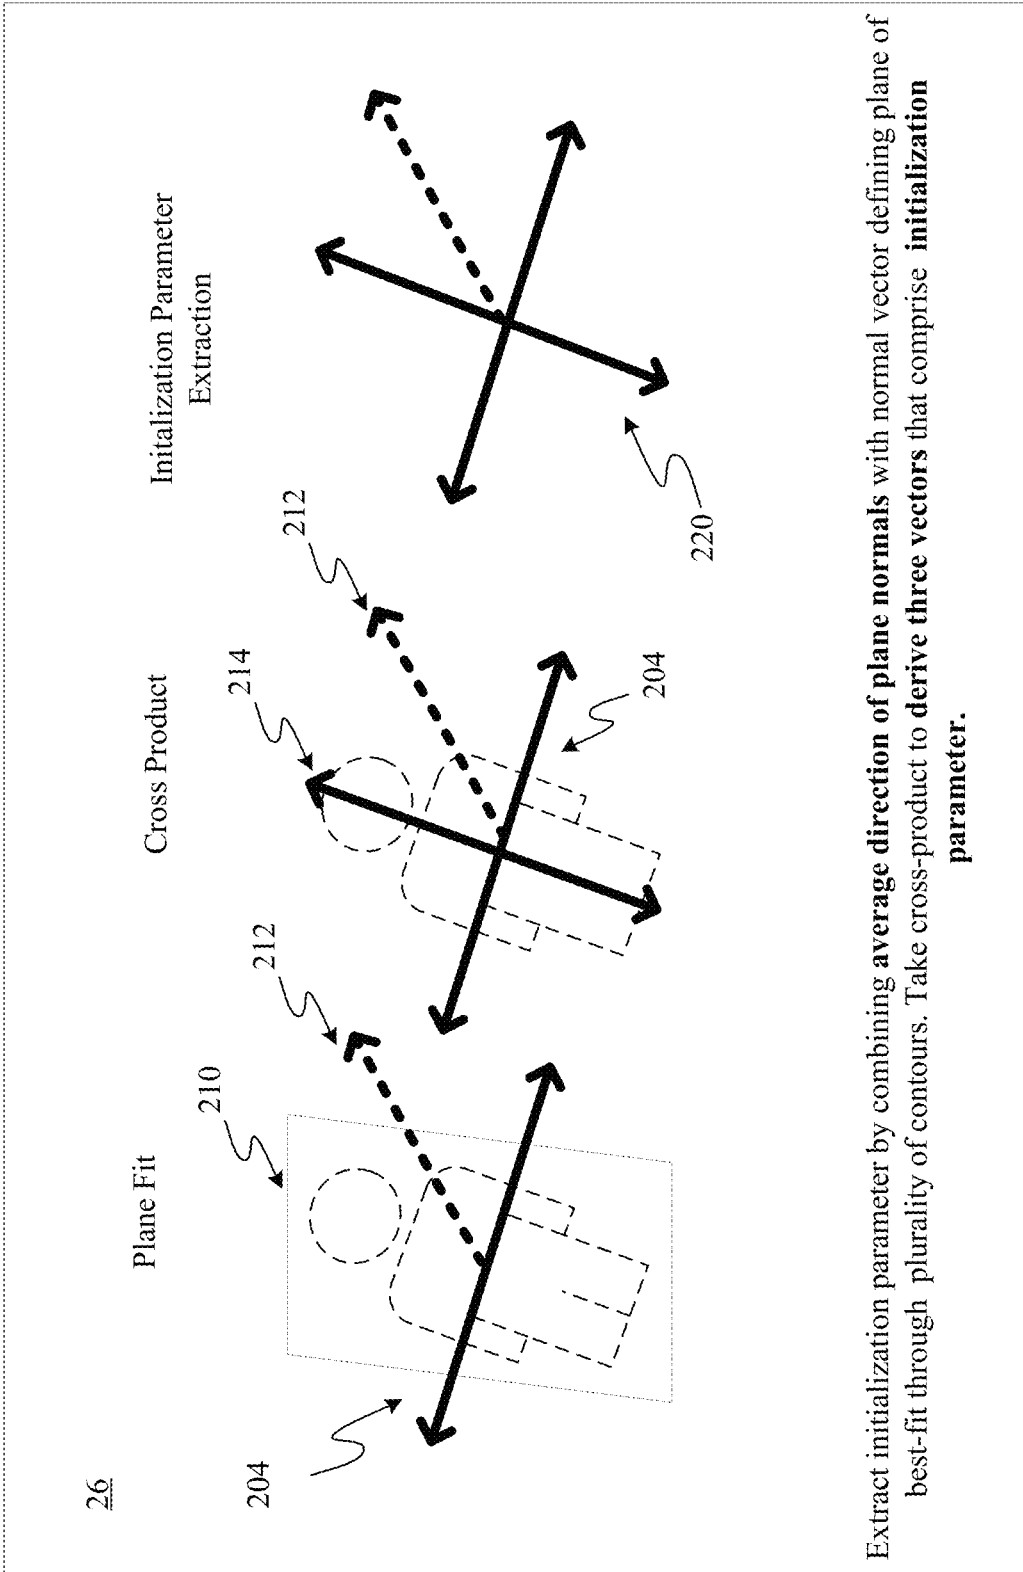 26
Plane Fit
Cross Product
Initalization Parameter
Extraction
204
210
212
214
212
204
220
Extract initialization parameter by combining average direction of plane normals with normal vector defining plane of
best-fit through plurality of contours. Take cross-product to derive three vectors that comprise initialization
parameter.